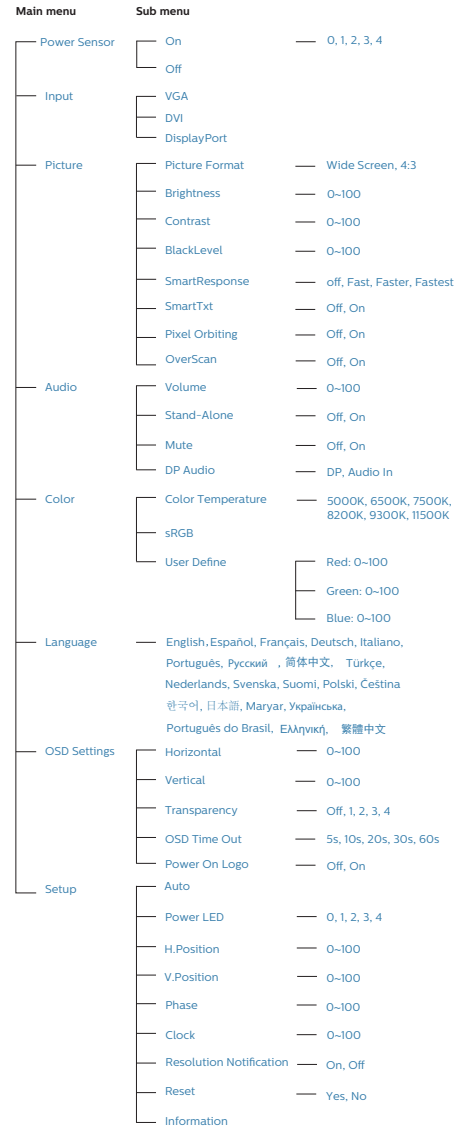 Main menu Sub menu
Power Sensor On 0, 1, 2, 3, 4
Off
Input VGA
DVI
DisplayPort
Picture Picture Format Wide Screen, 4:3
Brightness 0~100
Contrast 0~100
BlackLevel 0~100
SmartResponse off, Fast, Faster, Fastest
SmartTxt Off, On
Pixel Orbiting Off, On
OverScan Off, On
Audio Volume 0~100
Stand-Alone Off, On
Mute Off, On
DP Audio DP, Audio In
Color Color Temperature 5000K, 6500K, 7500K,
8200K, 9300K, 11500K
sRGB
User Define Red: 0~100
Green: 0~100
Blue: 0~100
Language English, Español, Français, Deutsch, Italiano,
Português, Русский , 简体中文, Türkçe,
Nederlands, Svenska, Suomi, Polski, Čeština
한국어, 日本語, Maryar, Українська,
Português do Brasil, Ελληνική, 繁體中文
OSD Settings Horizontal 0~100
Vertical 0~100
Transparency Off, 1, 2, 3, 4
OSD Time Out 5s, 10s, 20s, 30s, 60s
Power On Logo Off, On
Setup Auto
Power LED 0, 1, 2, 3, 4
H.Position 0~100
V.Position 0~100
Phase 0~100
Clock 0~100
Resolution Notification On, Off
Reset Yes, No
Information